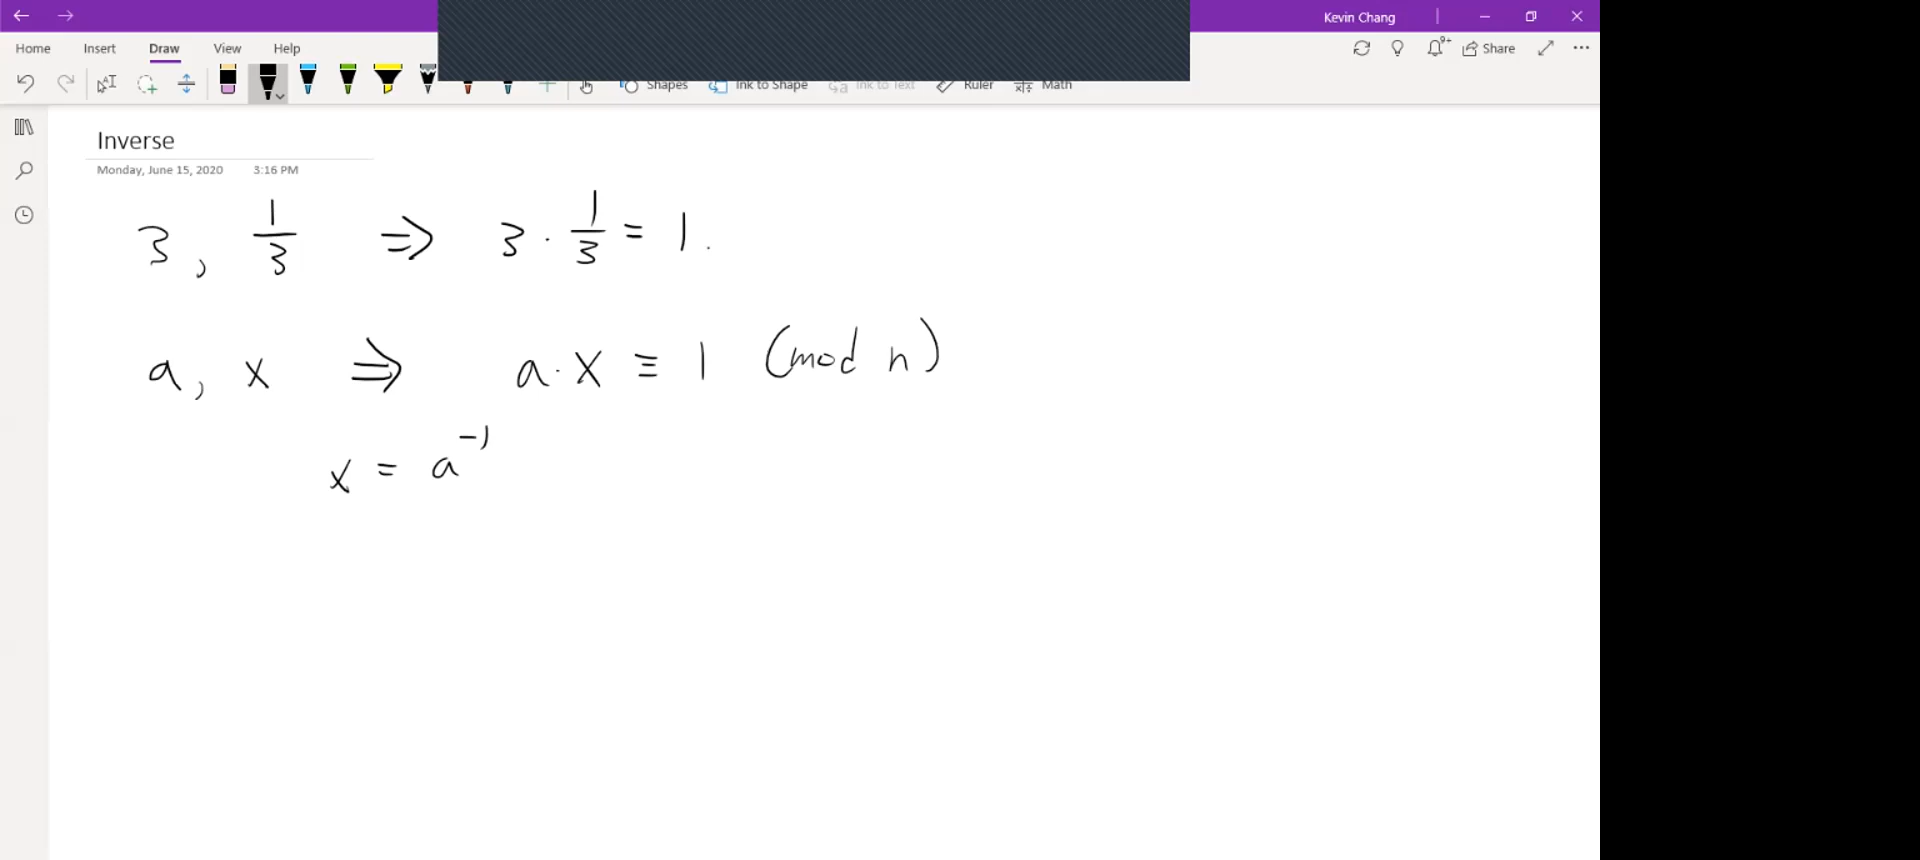 Kevin Chang
Home Insert Draw View Help
Share
Shapes Ink to Shape Ink to Text Ruler Math
Inverse
Monday, June 15, 2020 3:16 PM
3, 1/3 ⇒ 3 · 1/3 = 1.
a, x ⇒ a · x ≡ 1 (mod n)
x = a⁻¹